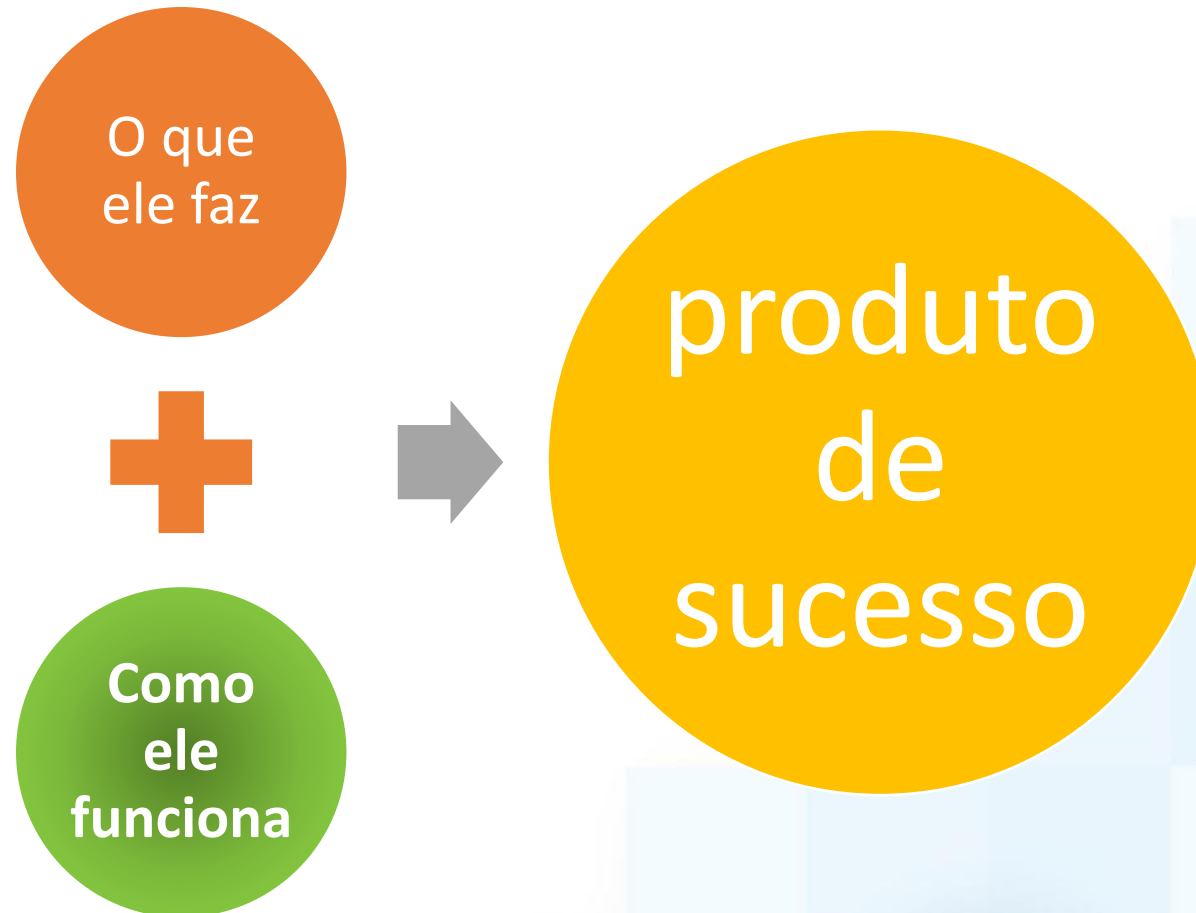 O que
ele faz
Como
ele
funciona
produto
de
sucesso